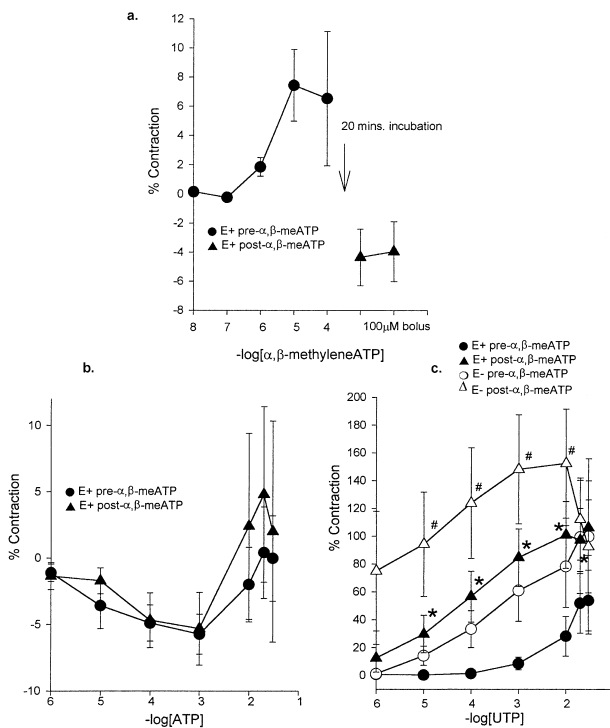 a.
12
10
8
6
4
2
0
-2
-4
-6
-8
% Contraction
20 mins. incubation
E+ pre-α,β-meATP
E+ post-α,β-meATP
8 7 6 5 4 100μM bolus
-log[α,β-methyleneATP]
b.
10
5
0
-5
-10
% Contraction
E+ pre-α,β-meATP
E+ post-α,β-meATP
6 5 4 3 2 1
-log[ATP]
c.
E+ pre-α,β-meATP
E+ post-α,β-meATP
E- pre-α,β-meATP
E- post-α,β-meATP
200
180
160
140
120
100
80
60
40
20
0
% Contraction
# # # #
* * * * *
6 5 4 3 2
-log[UTP]